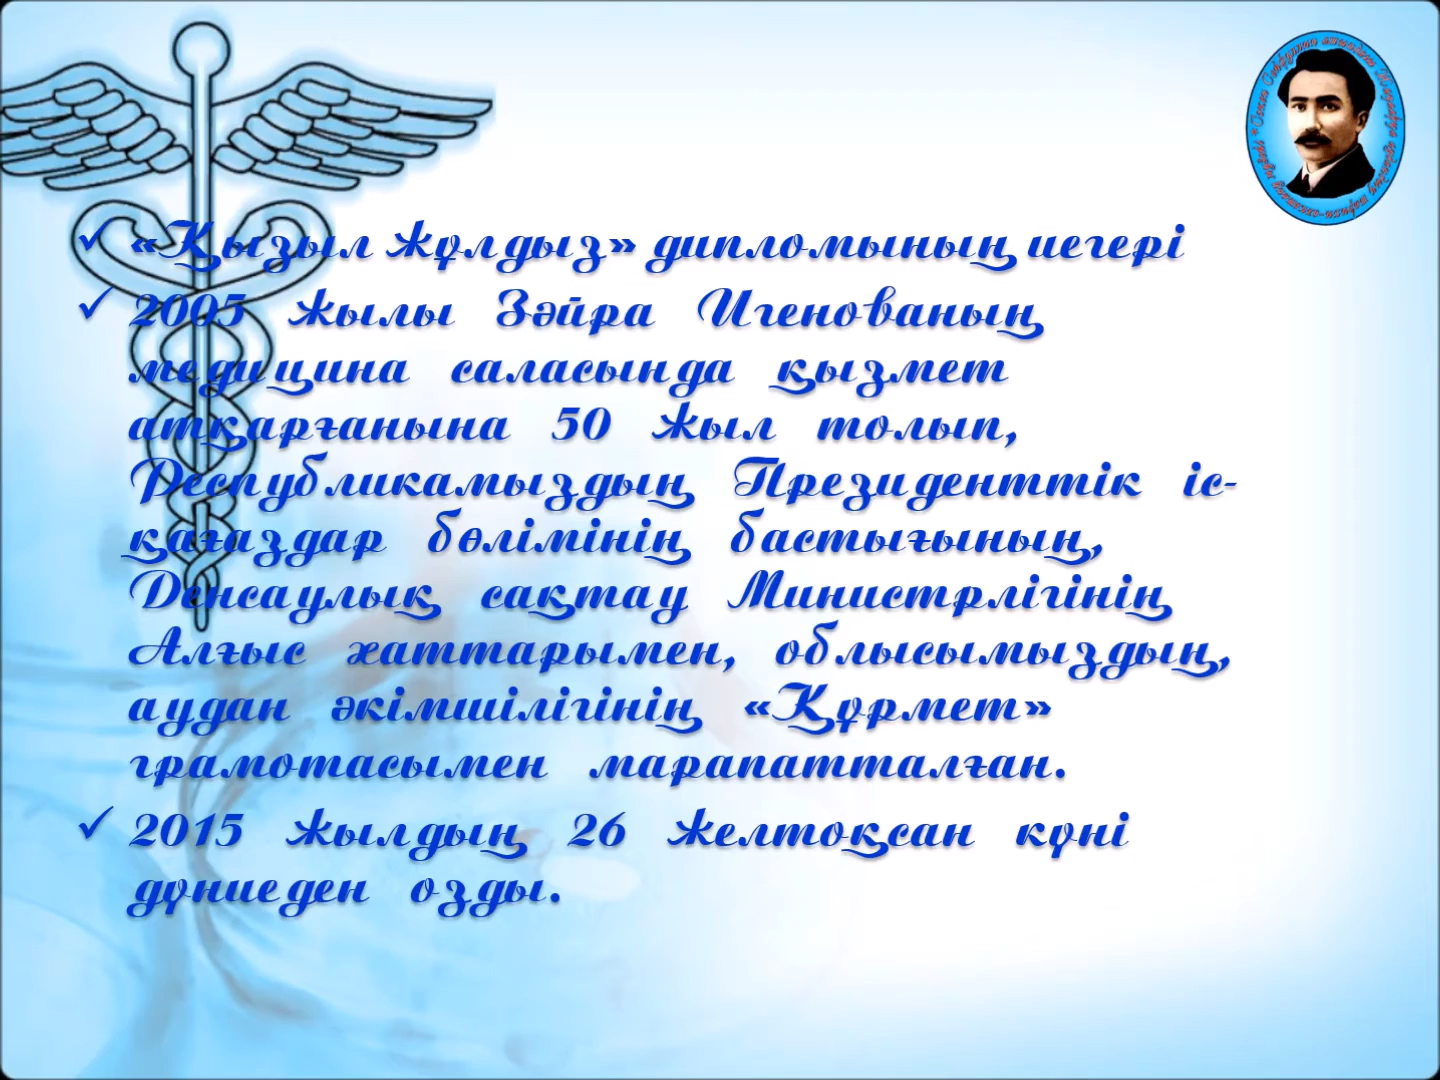 «Қызыл жұлдыз» дипломының иегері
2005 жылы Зәйра Игенованың
медицина саласында қызмет
атқарғанына 50 жыл толып,
Республикамыздың Президенттік іс-
қағаздар бөлімінің бастығының,
Денсаулық сақтау Министрлігінің
Алғыс хаттарымен, облысымыздың,
аудан әкімшілігінің «Құрмет»
грамотасымен марапатталған.
2015 жылдың 26 желтоқсан күні
дүниеден озды.